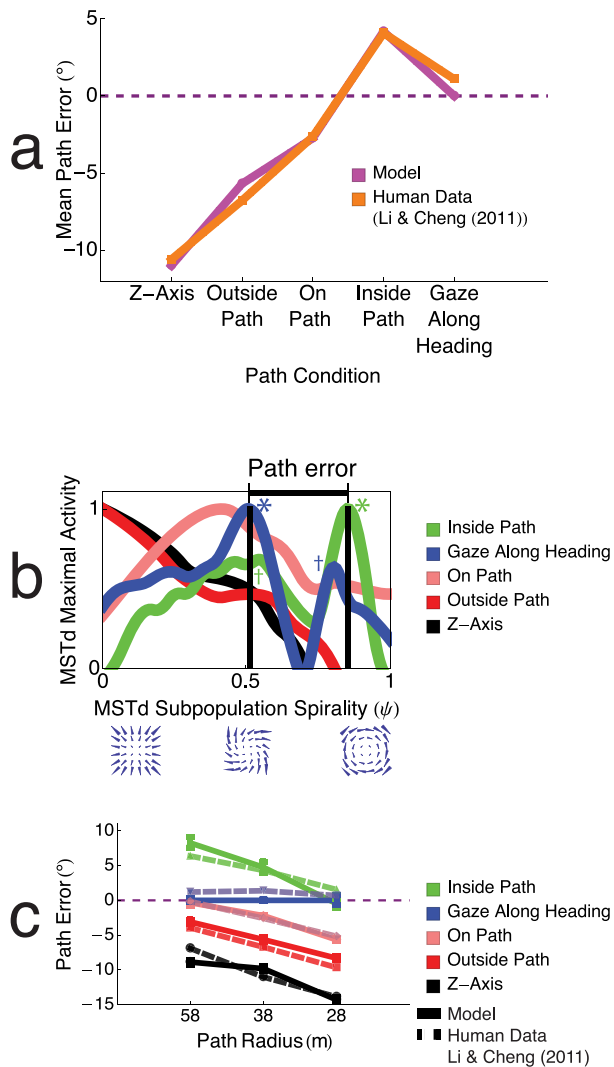 a
5
0
−5
−10
Mean Path Error (°)
Model
Human Data
(Li & Cheng (2011))
Z−Axis
Outside
Path
On
Path
Inside
Path
Gaze
Along
Heading
Path Condition
b
Path error
1
0
MSTd Maximal Activity
*
*
†
†
0
0.5
1
MSTd Subpopulation Spirality (ψ)
Inside Path
Gaze Along Heading
On Path
Outside Path
Z−Axis
c
10
5
0
−5
−10
−15
Path Error (°)
58
38
28
Path Radius (m)
Inside Path
Gaze Along Heading
On Path
Outside Path
Z−Axis
Model
Human Data
Li & Cheng (2011)